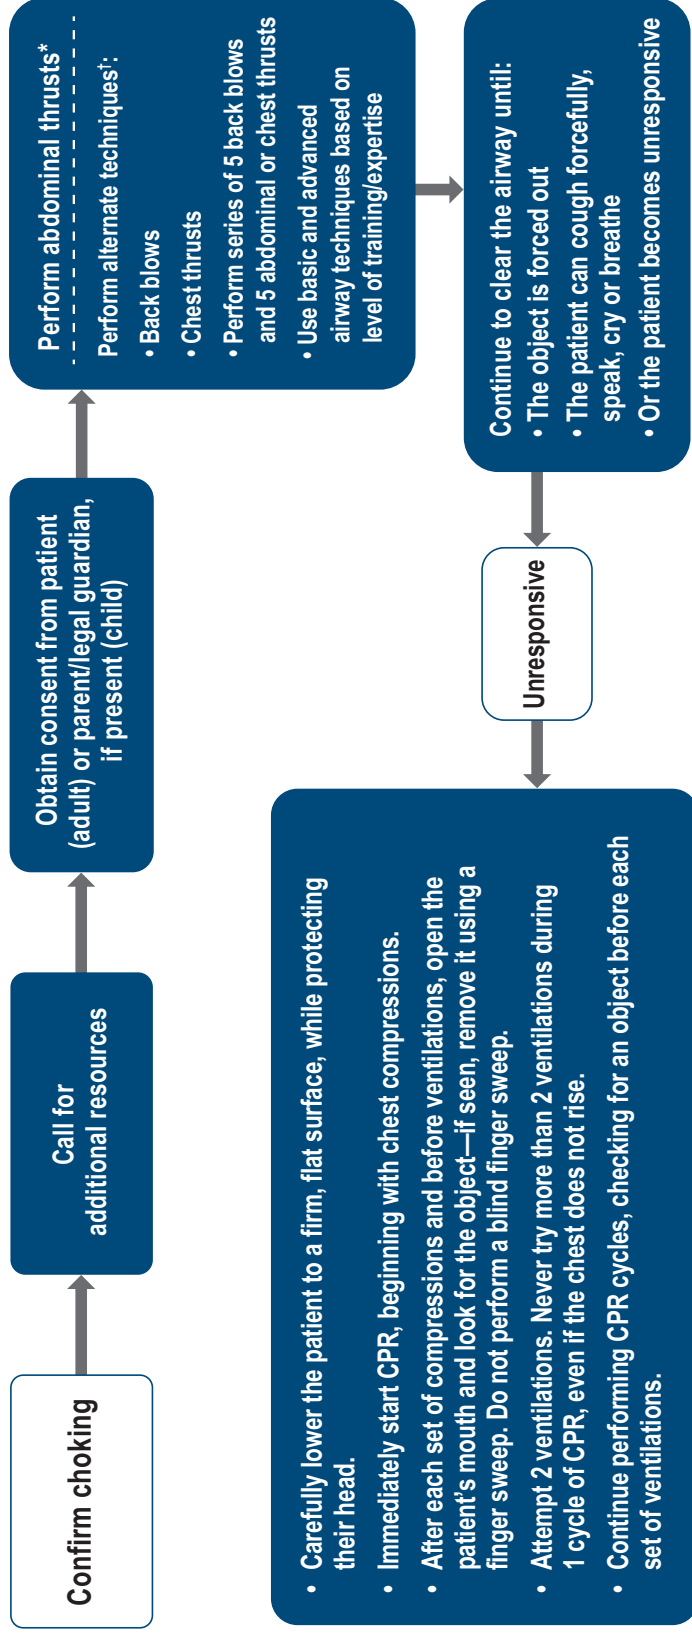 Confirm choking
Call for
additional resources
Obtain consent from patient
(adult) or parent/legal guardian,
if present (child)
Perform abdominal thrusts*
Perform alternate techniques†:
• Back blows
• Chest thrusts
• Perform series of 5 back blows
and 5 abdominal or chest thrusts
• Use basic and advanced
airway techniques based on
level of training/expertise
Continue to clear the airway until:
• The object is forced out
• The patient can cough forcefully,
speak, cry or breathe
• Or the patient becomes unresponsive
Unresponsive
• Carefully lower the patient to a firm, flat surface, while protecting
their head.
• Immediately start CPR, beginning with chest compressions.
• After each set of compressions and before ventilations, open the
patient’s mouth and look for the object—if seen, remove it using a
finger sweep. Do not perform a blind finger sweep.
• Attempt 2 ventilations. Never try more than 2 ventilations during
1 cycle of CPR, even if the chest does not rise.
• Continue performing CPR cycles, checking for an object before each
set of ventilations.